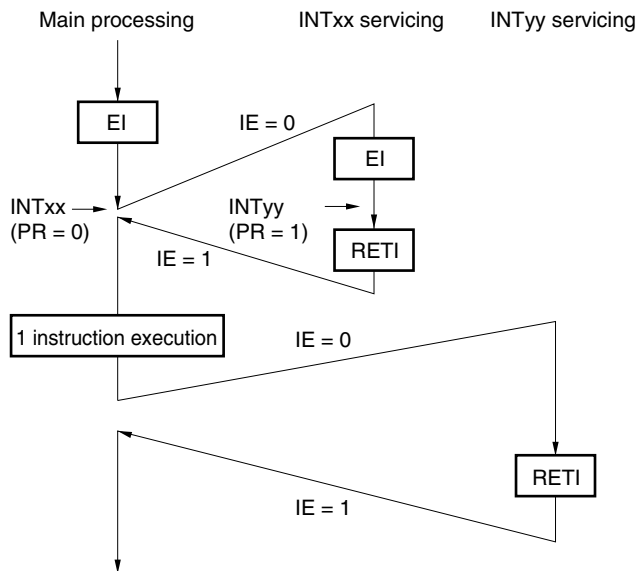 Main processing
INTxx servicing
INTyy servicing
EI
IE = 0
EI
INTxx
(PR = 0)
INTyy
(PR = 1)
RETI
IE = 1
1 instruction execution
IE = 0
RETI
IE = 1